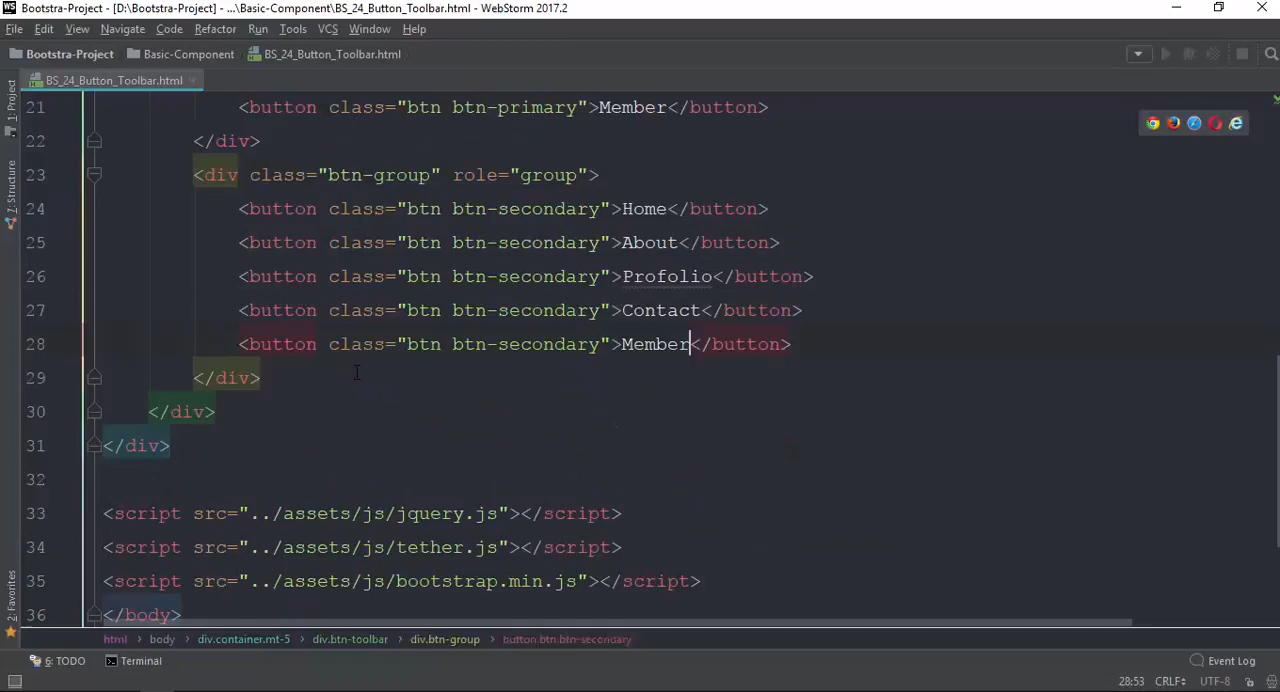 Bootstra-Project - [D:\Bootstra-Project] - ...\Basic-Component\BS_24_Button_Toolbar.html - WebStorm 2017.2
File Edit View Navigate Code Refactor Run Tools VCS Window Help
Bootstra-Project Basic-Component BS_24_Button_Toolbar.html
BS_24_Button_Toolbar.html
1: Project
7: Structure
2: Favorites
21 <button class="btn btn-primary">Member</button>
22 </div>
23 <div class="btn-group" role="group">
24 <button class="btn btn-secondary">Home</button>
25 <button class="btn btn-secondary">About</button>
26 <button class="btn btn-secondary">Profolio</button>
27 <button class="btn btn-secondary">Contact</button>
28 <button class="btn btn-secondary">Member</button>
29 </div>
30 </div>
31 </div>
32
33 <script src="../assets/js/jquery.js"></script>
34 <script src="../assets/js/tether.js"></script>
35 <script src="../assets/js/bootstrap.min.js"></script>
36 </body>
html body div.container.mt-5 div.btn-toolbar div.btn-group button.btn.btn-secondary
6: TODO Terminal Event Log
28:53 CRLF UTF-8